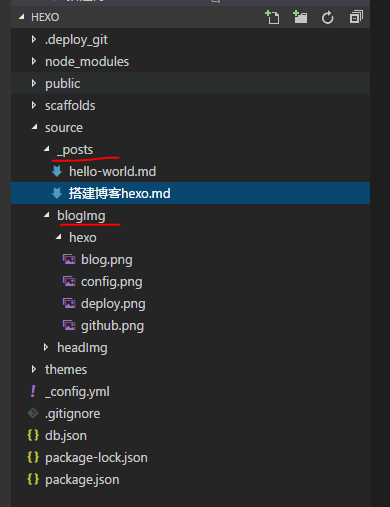 HEXO
.deploy_git
node_modules
public
scaffolds
source
_posts
hello-world.md
搭建博客hexo.md
blogImg
hexo
blog.png
config.png
deploy.png
github.png
headImg
themes
_config.yml
.gitignore
db.json
package-lock.json
package.json